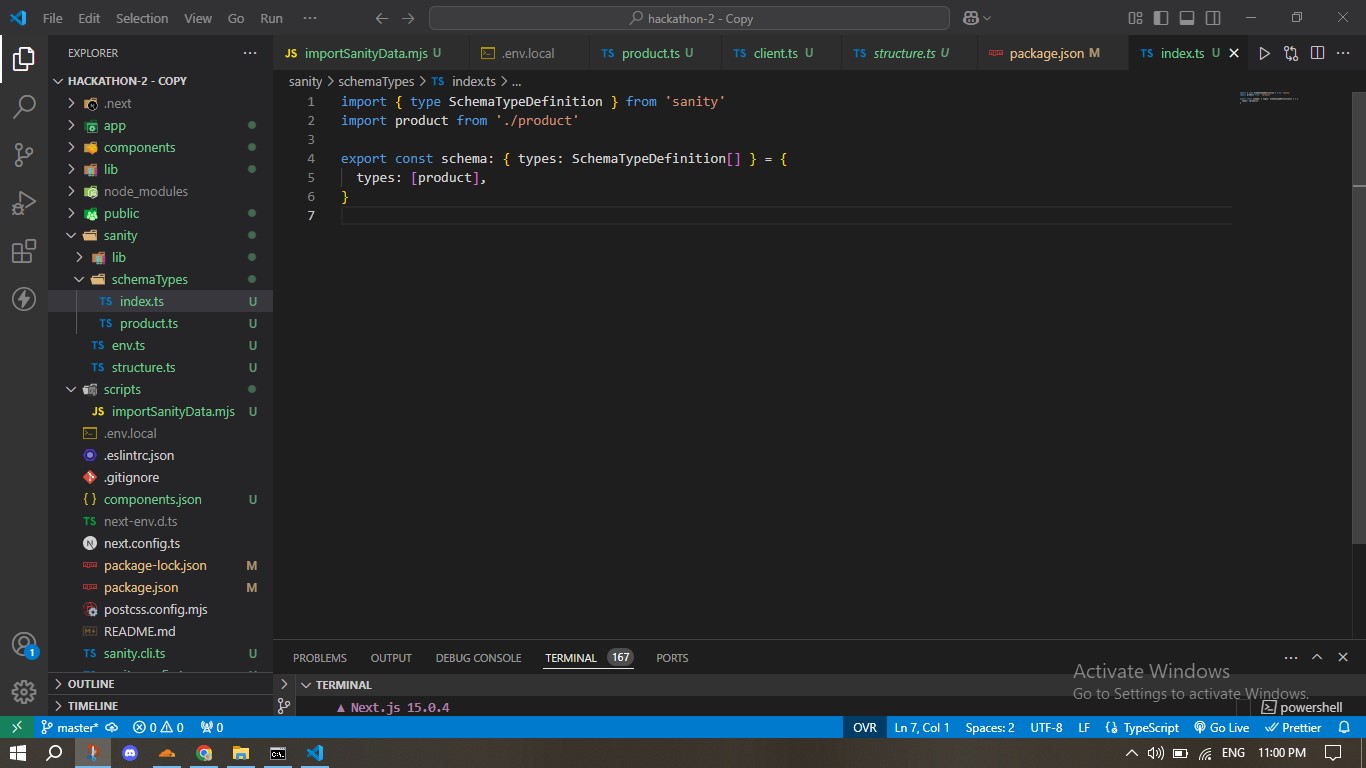 File Edit Selection View Go Run ···
hackathon-2 - Copy
EXPLORER
HACKATHON-2 - COPY
.next
app
components
lib
node_modules
public
sanity
lib
schemaTypes
TS index.ts U
TS product.ts U
TS env.ts U
TS structure.ts U
scripts
JS importSanityData.mjs U
.env.local
.eslintrc.json
.gitignore
{ } components.json U
TS next-env.d.ts
N next.config.ts
package-lock.json M
package.json M
postcss.config.mjs
README.md
TS sanity.cli.ts U
OUTLINE
TIMELINE
JS importSanityData.mjs U .env.local TS product.ts U TS client.ts U TS structure.ts U package.json M TS index.ts U
sanity > schemaTypes > TS index.ts > ...
1 import { type SchemaTypeDefinition } from 'sanity'
2 import product from './product'
3
4 export const schema: { types: SchemaTypeDefinition[] } = {
5 types: [product],
6 }
7
PROBLEMS OUTPUT DEBUG CONSOLE TERMINAL 167 PORTS
TERMINAL
▲ Next.js 15.0.4
powershell
Activate Windows
Go to Settings to activate Windows.
1
master* 0 0 0 OVR Ln 7, Col 1 Spaces: 2 UTF-8 LF {} TypeScript Go Live Prettier
ENG 11:00 PM